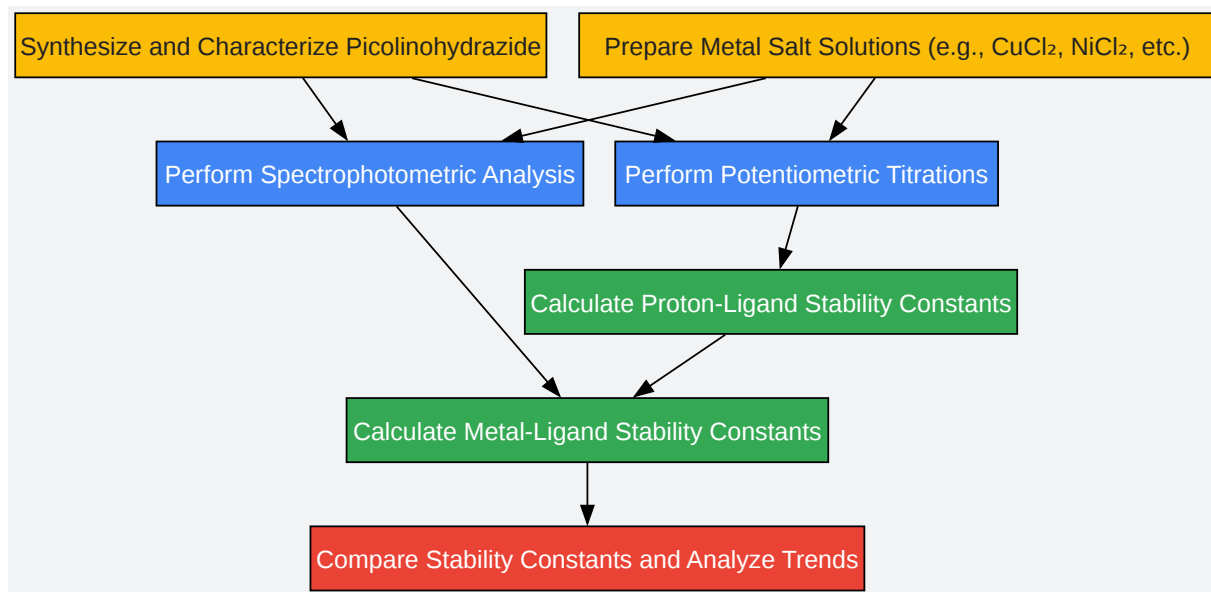 Synthesize and Characterize Picolinohydrazide
Prepare Metal Salt Solutions (e.g., CuCl₂, NiCl₂, etc.)
Perform Spectrophotometric Analysis
Perform Potentiometric Titrations
Calculate Proton-Ligand Stability Constants
Calculate Metal-Ligand Stability Constants
Compare Stability Constants and Analyze Trends